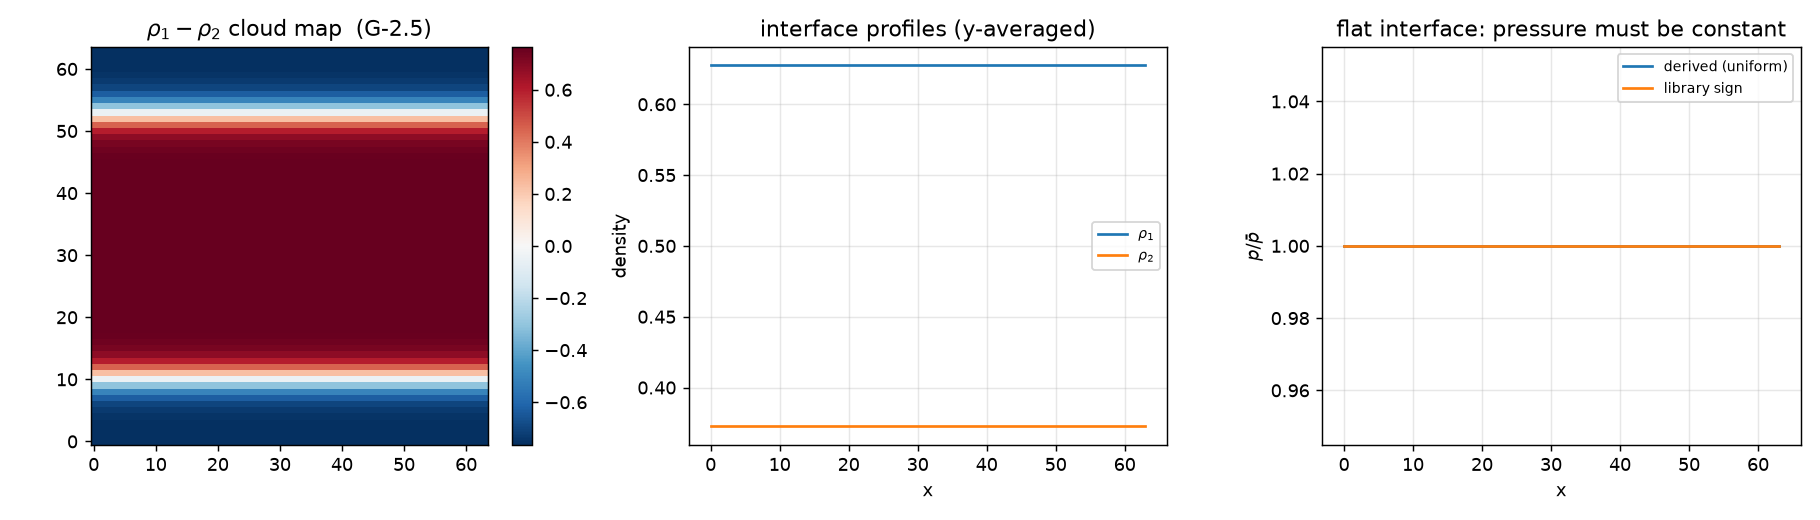 ρ₁ − ρ₂ cloud map (G-2.5)
60
50
40
30
20
10
0
0 10 20 30 40 50 60
0.6
0.4
0.2
0.0
−0.2
−0.4
−0.6
interface profiles (y-averaged)
density
0.60
0.55
0.50
0.45
0.40
ρ₁
ρ₂
0 10 20 30 40 50 60
x
flat interface: pressure must be constant
p/p̄
1.04
1.02
1.00
0.98
0.96
derived (uniform)
library sign
0 10 20 30 40 50 60
x